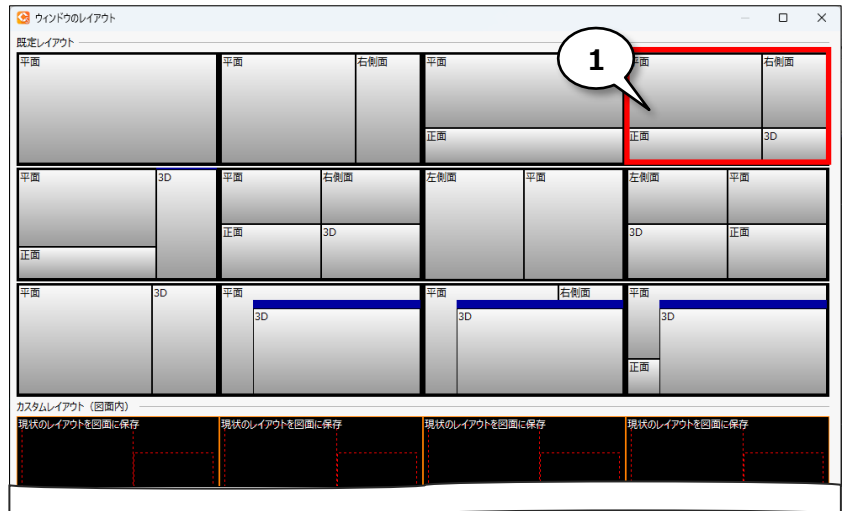 ウィンドウのレイアウト
既定レイアウト
平面
平面 右側面
平面
正面
1
平面 右側面
正面 3D
平面 3D
正面
平面 右側面
正面 3D
左側面 平面
左側面 平面
3D 正面
平面 3D
平面
3D
平面 右側面
3D
平面
3D
正面
カスタムレイアウト（図面内）
現状のレイアウトを図面に保存
現状のレイアウトを図面に保存
現状のレイアウトを図面に保存
現状のレイアウトを図面に保存